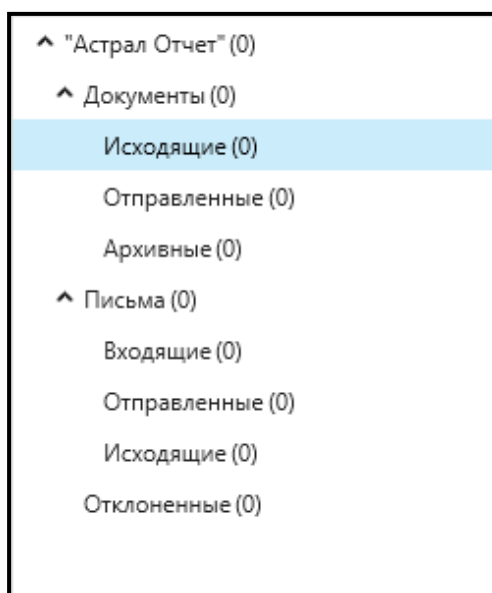 "Астрал Отчет" (0)
Документы (0)
Исходящие (0)
Отправленные (0)
Архивные (0)
Письма (0)
Входящие (0)
Отправленные (0)
Исходящие (0)
Отклоненные (0)